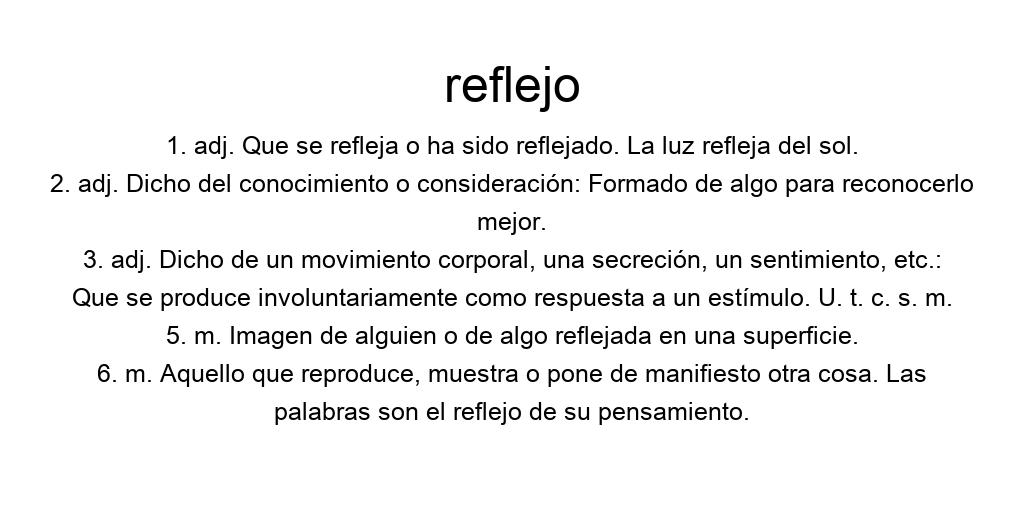 reflejo
1. adj. Que se refleja o ha sido reflejado. La luz refleja del sol.
2. adj. Dicho del conocimiento o consideración: Formado de algo para reconocerlo
mejor.
3. adj. Dicho de un movimiento corporal, una secreción, un sentimiento, etc.:
Que se produce involuntariamente como respuesta a un estímulo. U. t. c. s. m.
5. m. Imagen de alguien o de algo reflejada en una superficie.
6. m. Aquello que reproduce, muestra o pone de manifiesto otra cosa. Las
palabras son el reflejo de su pensamiento.